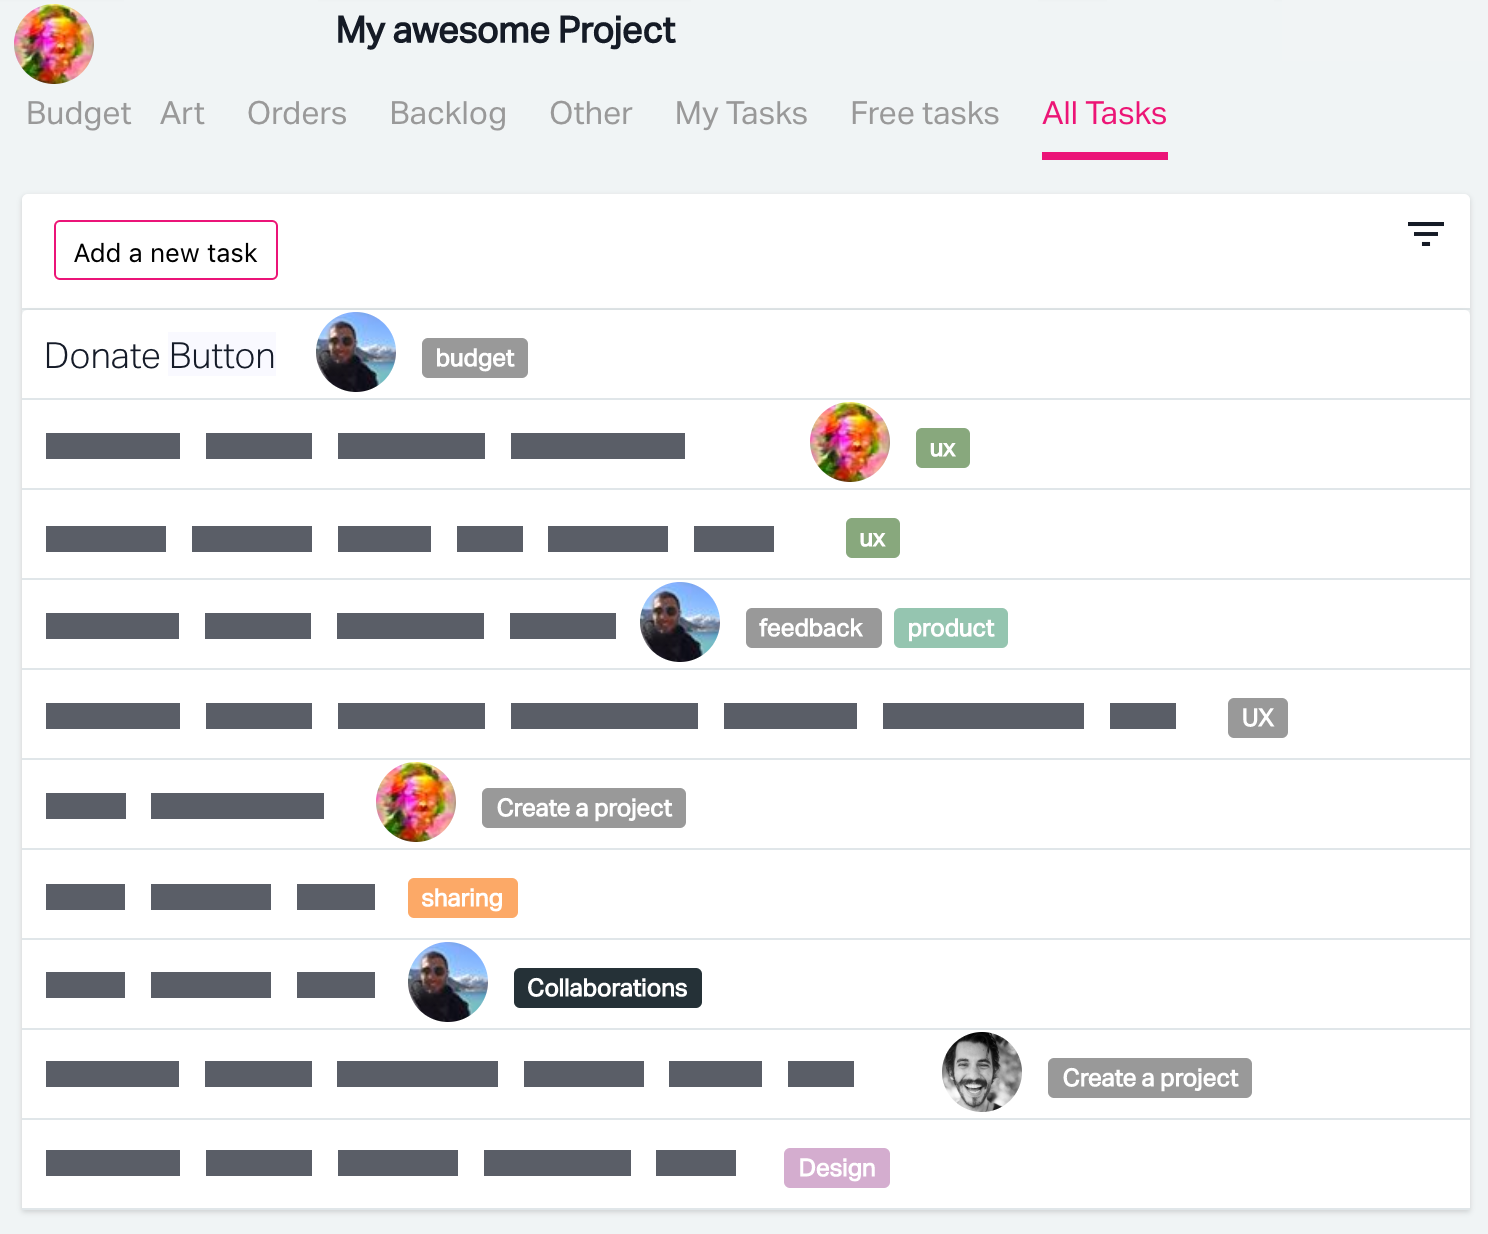 My awesome Project
Budget Art Orders Backlog Other My Tasks Free tasks All Tasks
Add a new task
Donate Button budget
ux
ux
feedback product
UX
Create a project
sharing
Collaborations
Create a project
Design